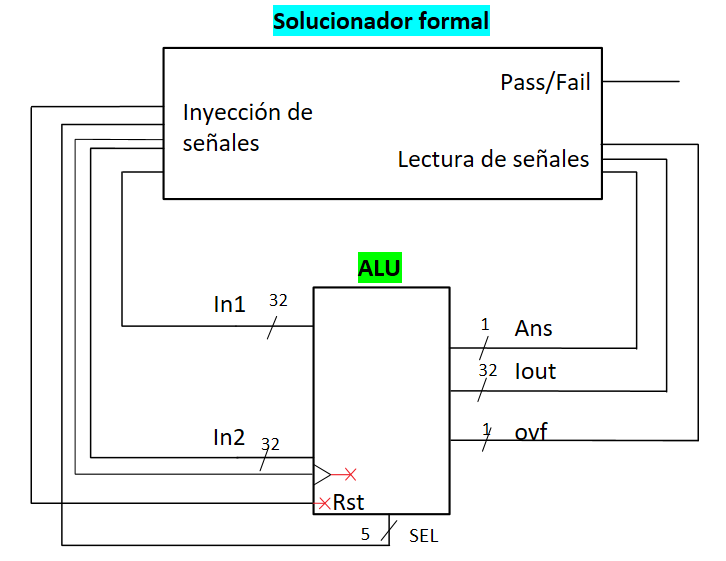 Solucionador formal
Pass/Fail
Inyección de
señales
Lectura de señales
ALU
In1
32
1
Ans
32
Iout
In2
32
1
ovf
Rst
5
SEL